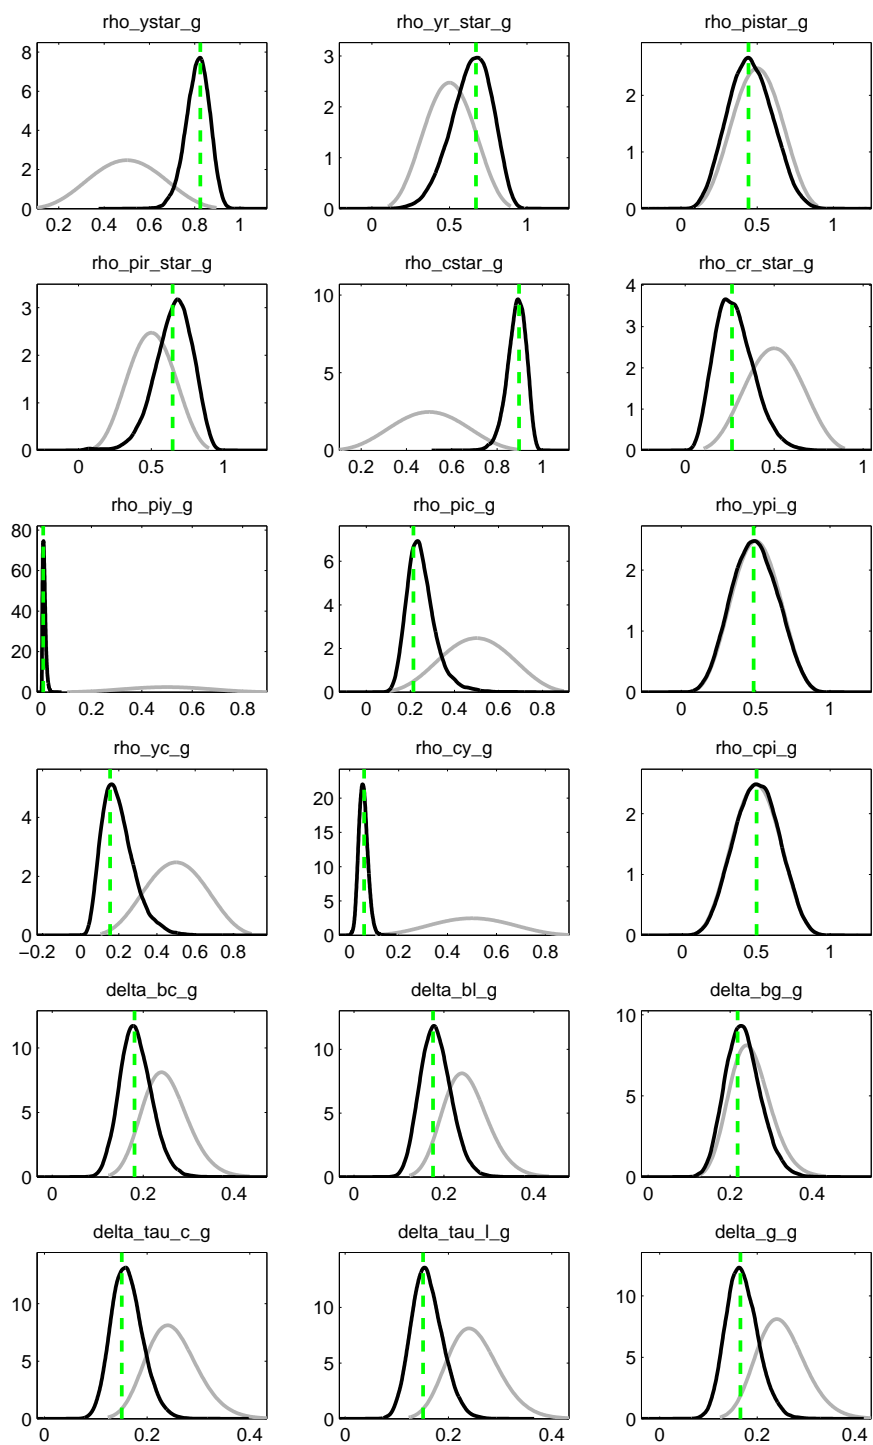 rho_ystar_g rho_yr_star_g rho_pistar_g
8 6 4 2 0 3 2 1 0 2 1 0
0.2 0.4 0.6 0.8 1 0 0.5 1 0 0.5 1
rho_pir_star_g rho_cstar_g rho_cr_star_g
3 2 1 0 10 5 0 4 3 2 1 0
0 0.5 1 0.2 0.4 0.6 0.8 1 0 0.5 1
rho_piy_g rho_pic_g rho_ypi_g
80 60 40 20 0 6 4 2 0 2 1 0
0 0.2 0.4 0.6 0.8 0 0.2 0.4 0.6 0.8 0 0.5 1
rho_yc_g rho_cy_g rho_cpi_g
4 2 0 20 15 10 5 0 2 1 0
−0.2 0 0.2 0.4 0.6 0.8 0 0.2 0.4 0.6 0.8 0 0.5 1
delta_bc_g delta_bl_g delta_bg_g
10 5 0 10 5 0 10 5 0
0 0.2 0.4 0 0.2 0.4 0 0.2 0.4
delta_tau_c_g delta_tau_l_g delta_g_g
10 5 0 10 5 0 10 5 0
0 0.2 0.4 0 0.2 0.4 0 0.2 0.4